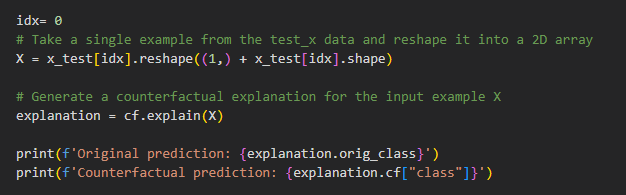 idx= 0
# Take a single example from the test_x data and reshape it into a 2D array
X = x_test[idx].reshape((1,) + x_test[idx].shape)
# Generate a counterfactual explanation for the input example X
explanation = cf.explain(X)
print(f'Original prediction: {explanation.orig_class}')
print(f'Counterfactual prediction: {explanation.cf["class"]}')